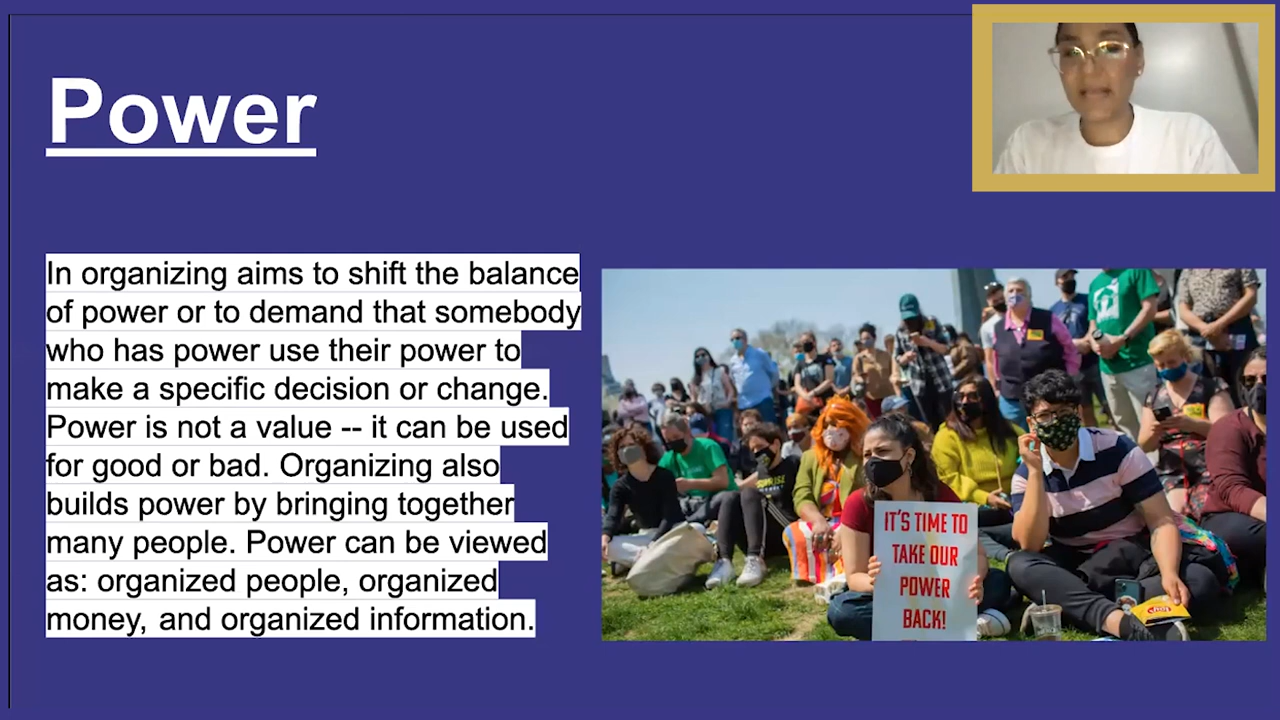 Power
In organizing aims to shift the balance
of power or to demand that somebody
who has power use their power to
make a specific decision or change.
Power is not a value -- it can be used
for good or bad. Organizing also
builds power by bringing together
many people. Power can be viewed
as: organized people, organized
money, and organized information.
IT'S TIME TO
TAKE OUR
POWER
BACK!